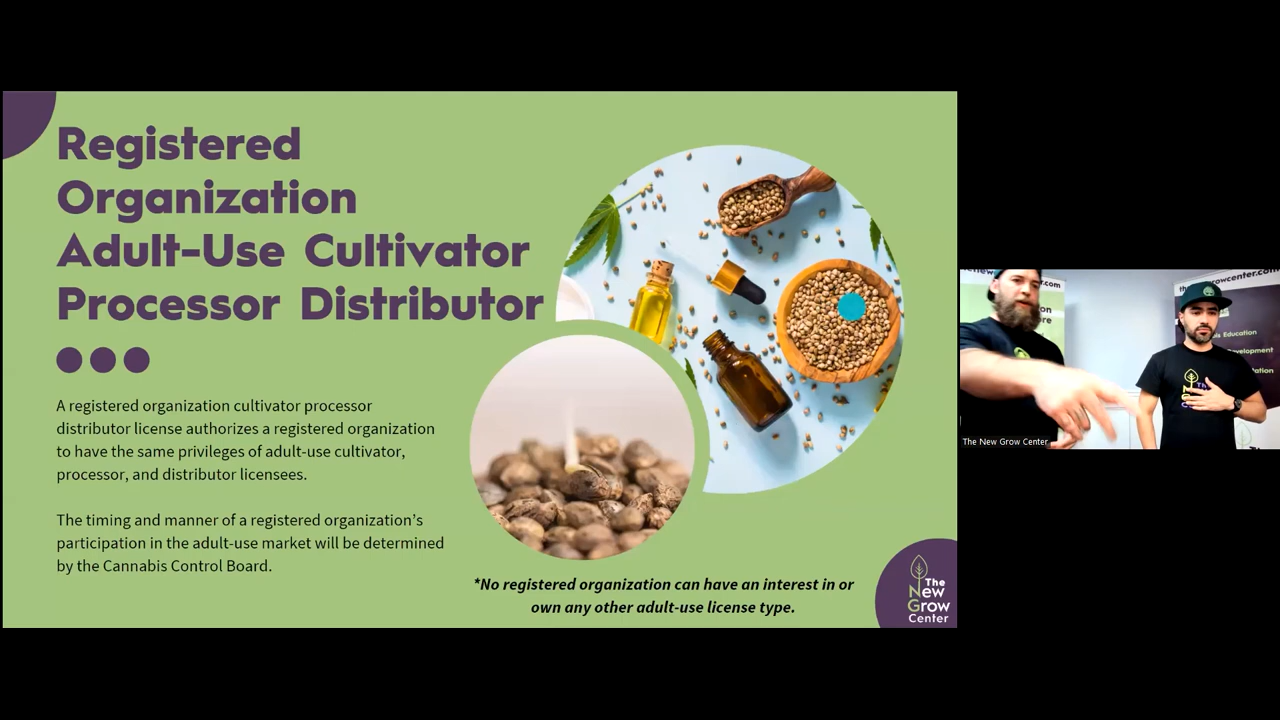 Registered
Organization
Adult-Use Cultivator
Processor Distributor
A registered organization cultivator processor
distributor license authorizes a registered organization
to have the same privileges of adult-use cultivator,
processor, and distributor licensees.
The timing and manner of a registered organization's
participation in the adult-use market will be determined
by the Cannabis Control Board.
*No registered organization can have an interest in or
own any other adult-use license type.
The
New
Grow
Center
The New Grow Center
growcenter.com
Education